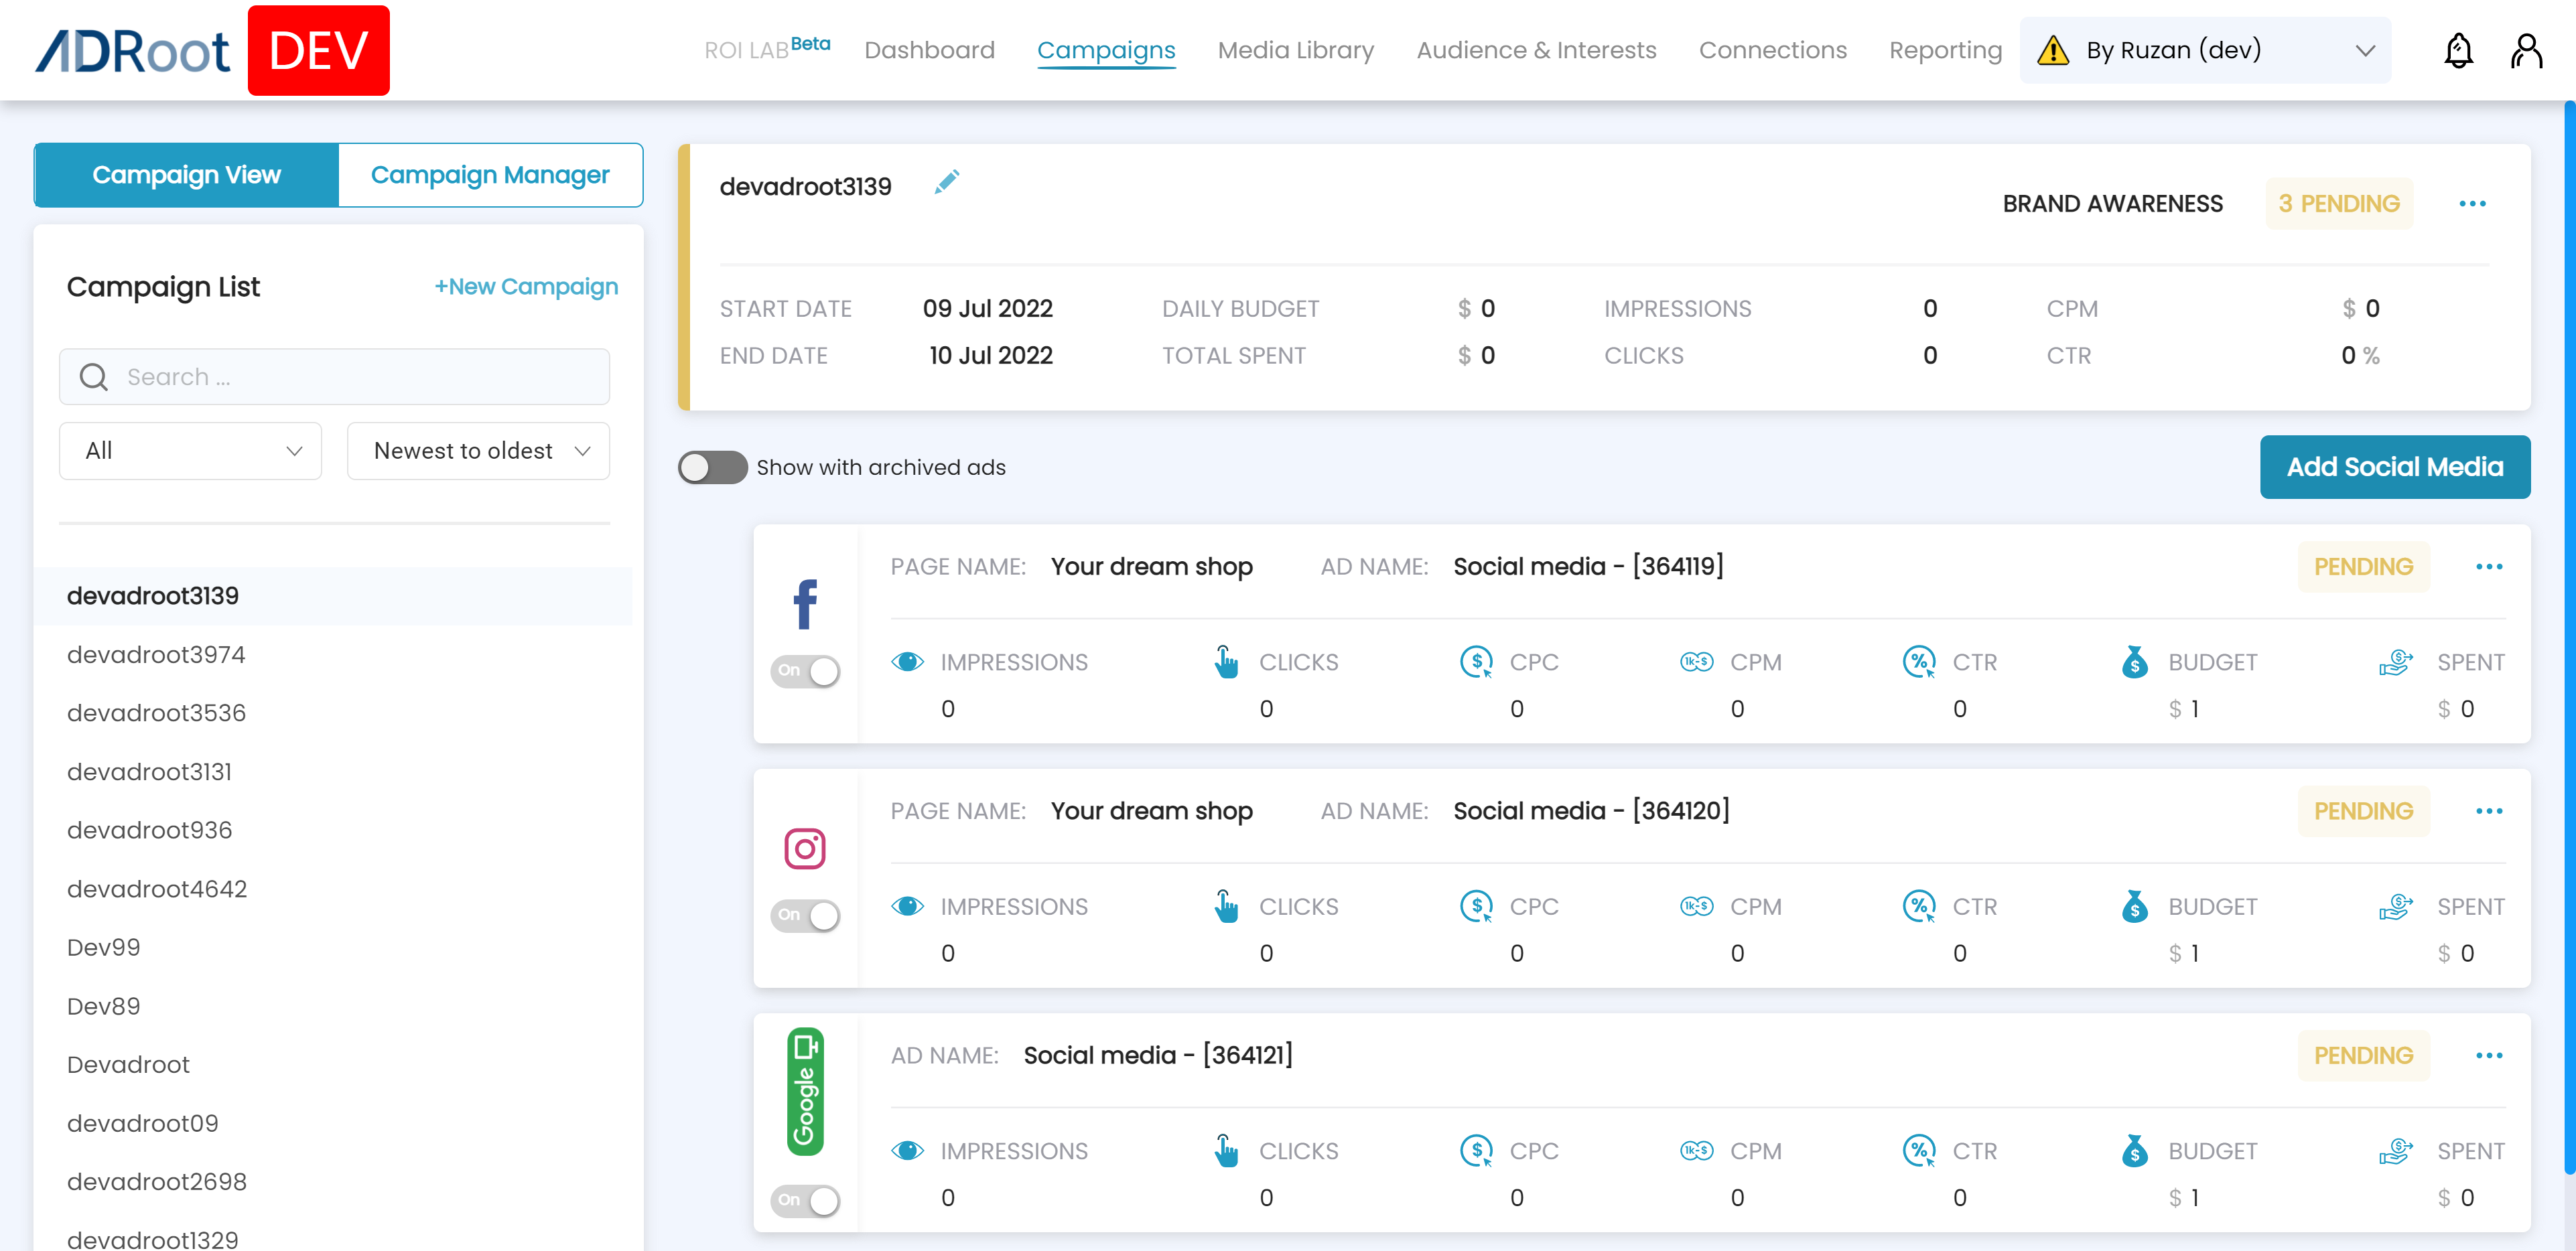 ADRoot DEV
ROI LAB Beta Dashboard Campaigns Media Library Audience & Interests Connections Reporting By Ruzan (dev)
Campaign View Campaign Manager
Campaign List +New Campaign
Search ...
All Newest to oldest
devadroot3139
devadroot3974
devadroot3536
devadroot3131
devadroot936
devadroot4642
Dev99
Dev89
Devadroot
devadroot09
devadroot2698
devadroot1329
devadroot3139 BRAND AWARENESS 3 PENDING
START DATE 09 Jul 2022 DAILY BUDGET $ 0 IMPRESSIONS 0 CPM $ 0
END DATE 10 Jul 2022 TOTAL SPENT $ 0 CLICKS 0 CTR 0 %
Show with archived ads Add Social Media
PAGE NAME: Your dream shop AD NAME: Social media - [364119] PENDING
On
IMPRESSIONS CLICKS $ CPC 1k-$ CPM % CTR $ BUDGET $ SPENT
0 0 0 0 0 $ 1 $ 0
PAGE NAME: Your dream shop AD NAME: Social media - [364120] PENDING
On
IMPRESSIONS CLICKS $ CPC 1k-$ CPM % CTR $ BUDGET $ SPENT
0 0 0 0 0 $ 1 $ 0
Google
AD NAME: Social media - [364121] PENDING
On
IMPRESSIONS CLICKS $ CPC 1k-$ CPM % CTR $ BUDGET $ SPENT
0 0 0 0 0 $ 1 $ 0